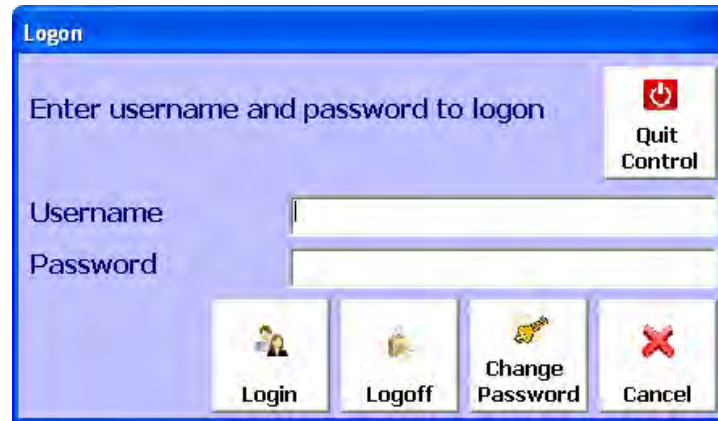 Logon
Enter username and password to logon
Quit
Control
Username
Password
Login
Logoff
Change
Password
Cancel